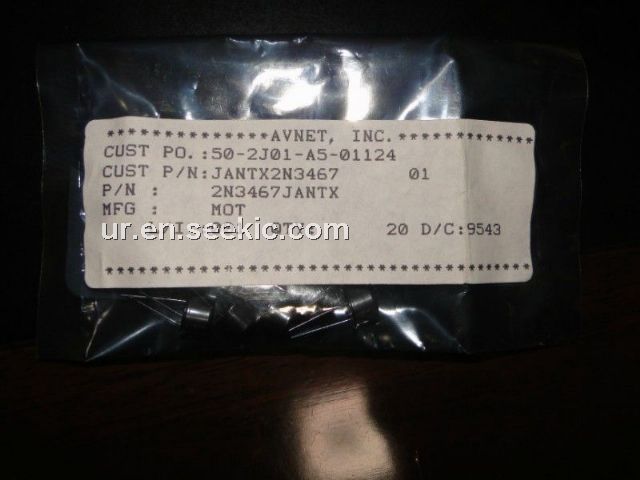 **************AVNET, INC.**************
CUST PO.:50-2J01-A5-01124
CUST P/N:JANTX2N3467 01
P/N : 2N3467JANTX
MFG : MOT
20 D/C:9543
ur.en.seekic.com
****************************************